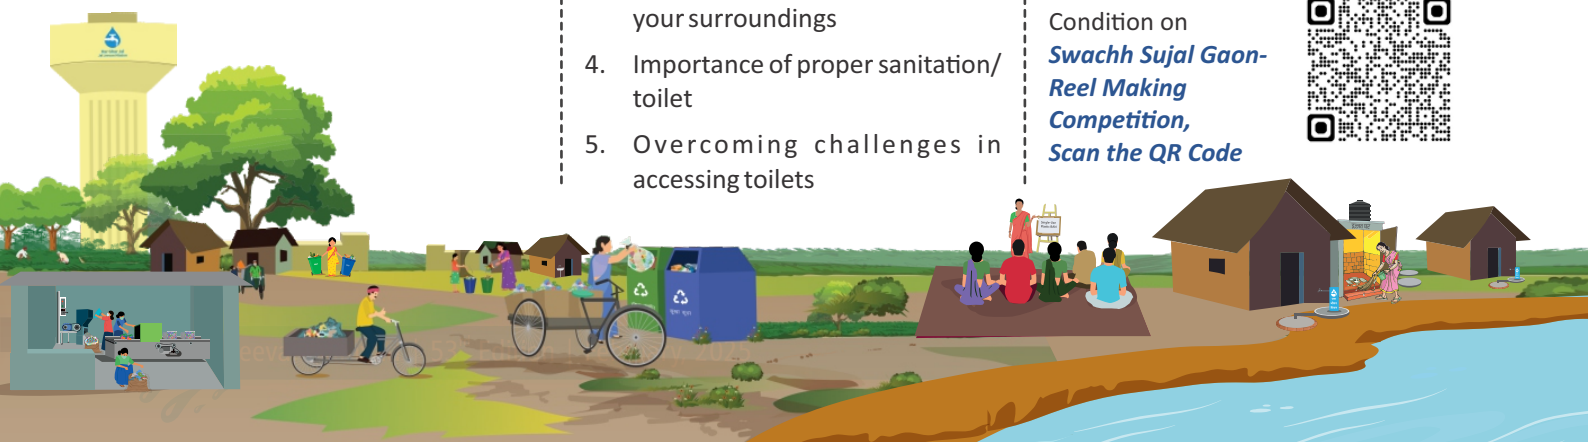 your surroundings
4. Importance of proper sanitation/
toilet
5. Overcoming challenges in
accessing toilets
Condition on
Swachh Sujal Gaon-
Reel Making
Competition,
Scan the QR Code